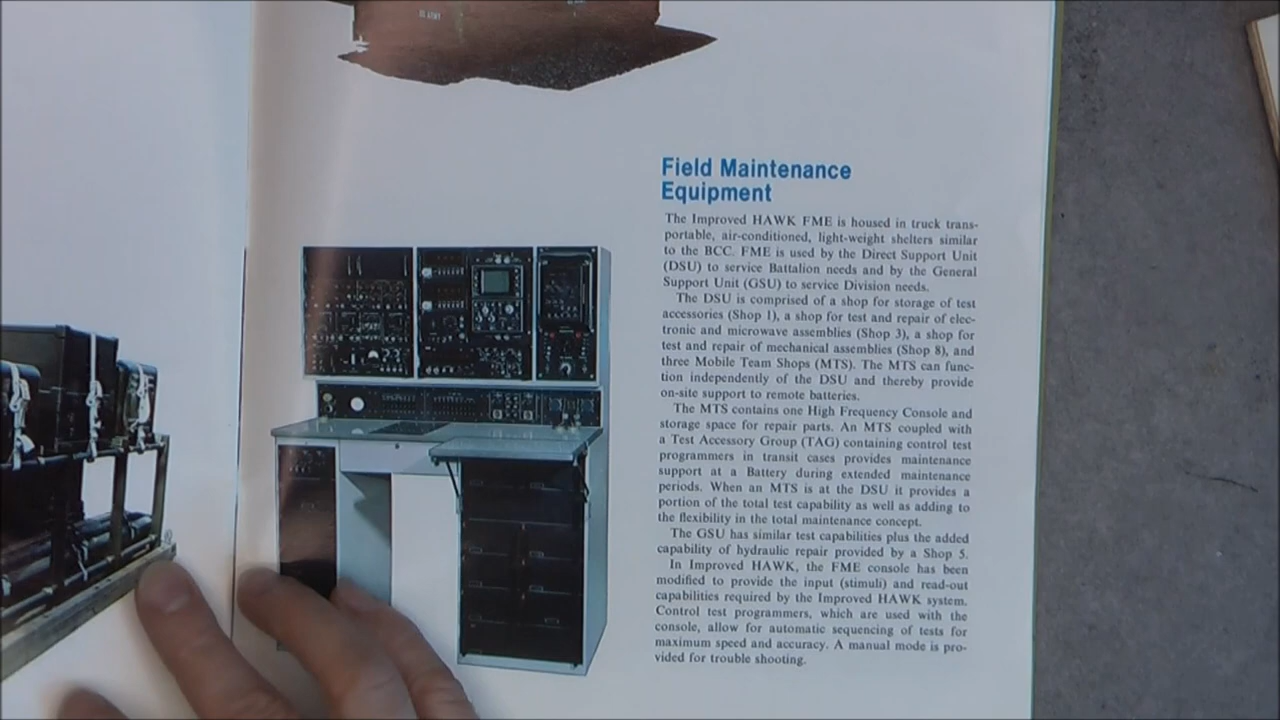 Field Maintenance
Equipment
The Improved HAWK FME is housed in truck trans-
portable, air-conditioned, light-weight shelters similar
to the BCC. FME is used by the Direct Support Unit
(DSU) to service Battalion needs and by the General
Support Unit (GSU) to service Division needs.
The DSU is comprised of a shop for storage of test
accessories (Shop 1), a shop for test and repair of elec-
tronic and microwave assemblies (Shop 3), a shop for
test and repair of mechanical assemblies (Shop 8), and
three Mobile Team Shops (MTS). The MTS can func-
tion independently of the DSU and thereby provide
on-site support to remote batteries.
The MTS contains one High Frequency Console and
storage space for repair parts. An MTS coupled with
a Test Accessory Group (TAG) containing control test
programmers in transit cases provides maintenance
support at a Battery during extended maintenance
periods. When an MTS is at the DSU it provides a
portion of the total test capability as well as adding to
the flexibility in the total maintenance concept.
The GSU has similar test capabilities plus the added
capability of hydraulic repair provided by a Shop 5.
In Improved HAWK, the FME console has been
modified to provide the input (stimuli) and read-out
capabilities required by the Improved HAWK system.
Control test programmers, which are used with the
console, allow for automatic sequencing of tests for
maximum speed and accuracy. A manual mode is pro-
vided for trouble shooting.